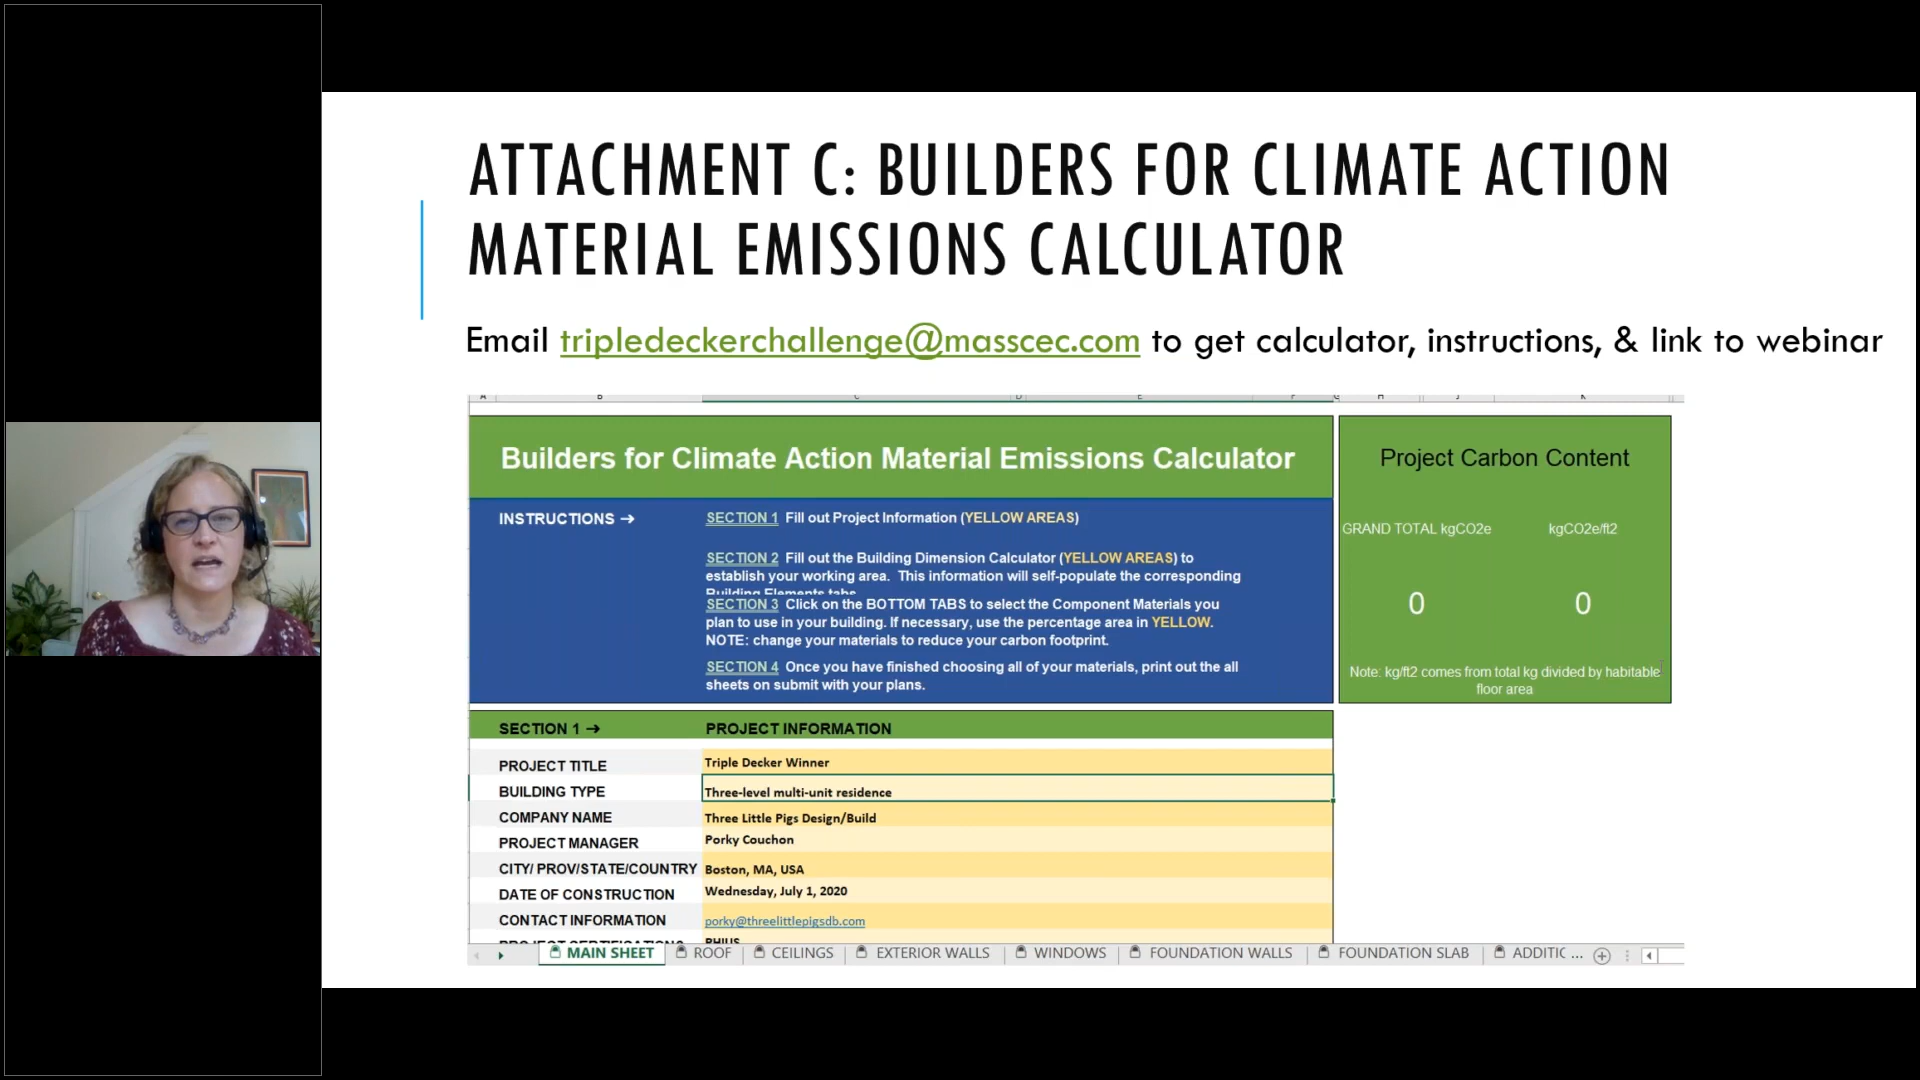 ATTACHMENT C: BUILDERS FOR CLIMATE ACTION
MATERIAL EMISSIONS CALCULATOR
Email tripledeckerchallenge@masscec.com to get calculator, instructions, & link to webinar
Builders for Climate Action Material Emissions Calculator
INSTRUCTIONS →
SECTION 1 Fill out Project Information (YELLOW AREAS)
SECTION 2 Fill out the Building Dimension Calculator (YELLOW AREAS) to
establish your working area. This information will self-populate the corresponding
Building Elements tabs
SECTION 3 Click on the BOTTOM TABS to select the Component Materials you
plan to use in your building. If necessary, use the percentage area in YELLOW.
NOTE: change your materials to reduce your carbon footprint.
SECTION 4 Once you have finished choosing all of your materials, print out the all
sheets on submit with your plans.
Project Carbon Content
GRAND TOTAL kgCO2e kgCO2e/ft2
0 0
Note: kg/ft2 comes from total kg divided by habitable
floor area
SECTION 1 → PROJECT INFORMATION
PROJECT TITLE Triple Decker Winner
BUILDING TYPE Three-level multi-unit residence
COMPANY NAME Three Little Pigs Design/Build
PROJECT MANAGER Porky Couchon
CITY/ PROV/STATE/COUNTRY Boston, MA, USA
DATE OF CONSTRUCTION Wednesday, July 1, 2020
CONTACT INFORMATION porky@threelittlepigsdb.com
PROJECT CERTIFICATIONS PHIUS
MAIN SHEET ROOF CEILINGS EXTERIOR WALLS WINDOWS FOUNDATION WALLS FOUNDATION SLAB ADDITIC ...